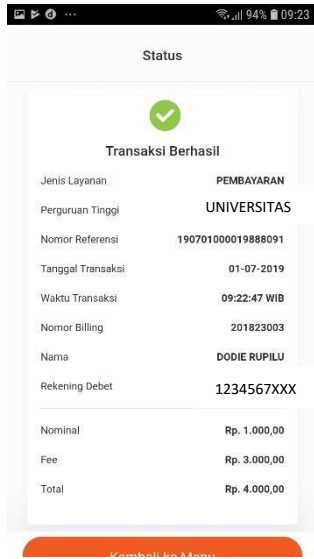 94% 09:23
Status
Transaksi Berhasil
Jenis Layanan PEMBAYARAN
Perguruan Tinggi UNIVERSITAS
Nomor Referensi 190701000019888091
Tanggal Transaksi 01-07-2019
Waktu Transaksi 09:22:47 WIB
Nomor Billing 201823003
Nama DODIE RUPILU
Rekening Debet 1234567XXX
Nominal Rp. 1.000,00
Fee Rp. 3.000,00
Total Rp. 4.000,00
Kembali ke Menu